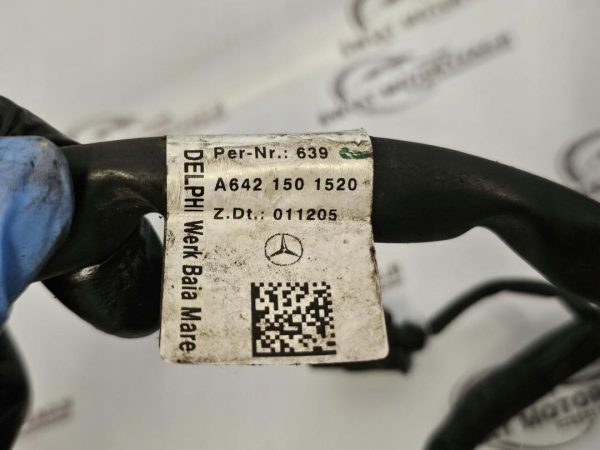 Per-Nr.: 639
A642 150 1520
Z.Dt.: 011205
DELPHI Werk Baia Mare